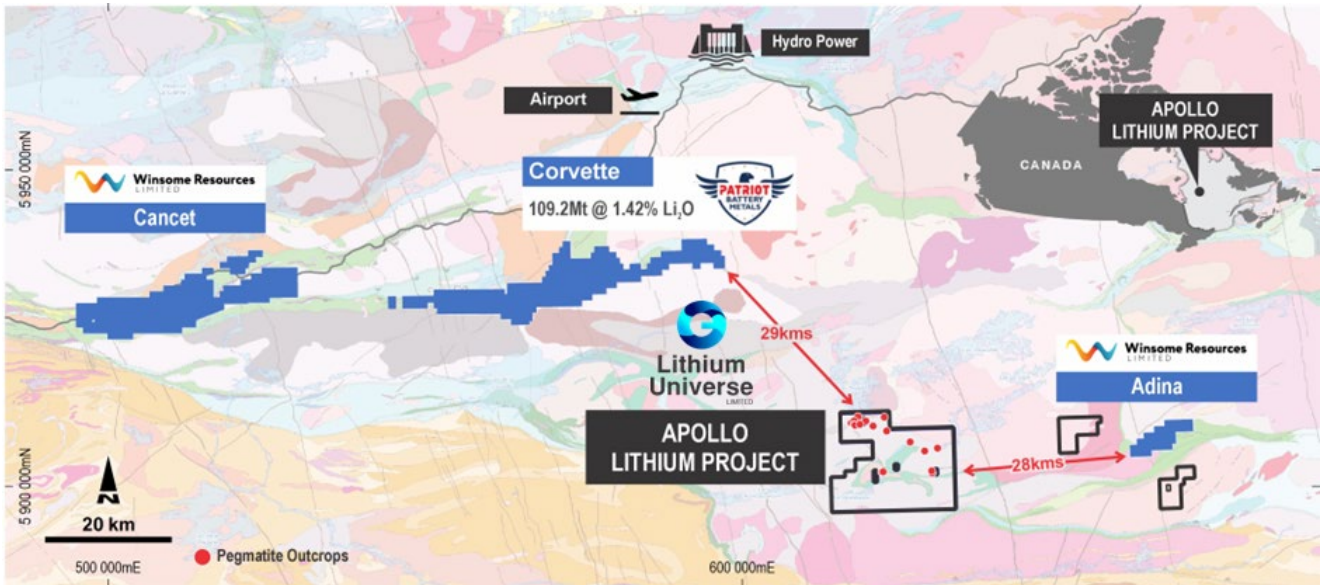 Hydro Power
Airport
APOLLO
LITHIUM PROJECT
CANADA
5 950 000mN
Winsome Resources
LIMITED
Cancet
Corvette
109.2Mt @ 1.42% Li₂O
PATRIOT
BATTERY
METALS
29kms
Lithium
Universe
LIMITED
Winsome Resources
LIMITED
Adina
APOLLO
LITHIUM PROJECT
28kms
5 900 000mN
N
20 km
Pegmatite Outcrops
500 000mE
600 000mE